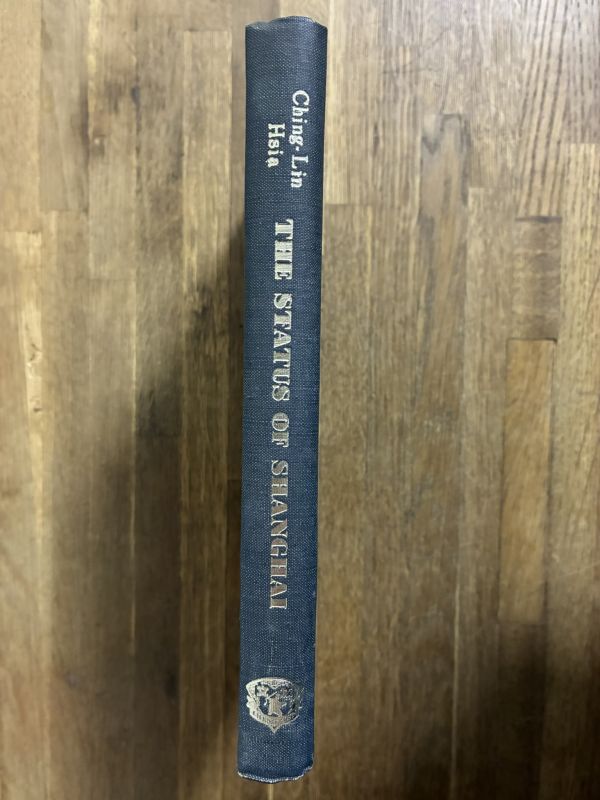 Ching-Lin
Hsia
THE STATUS OF SHANGHAI